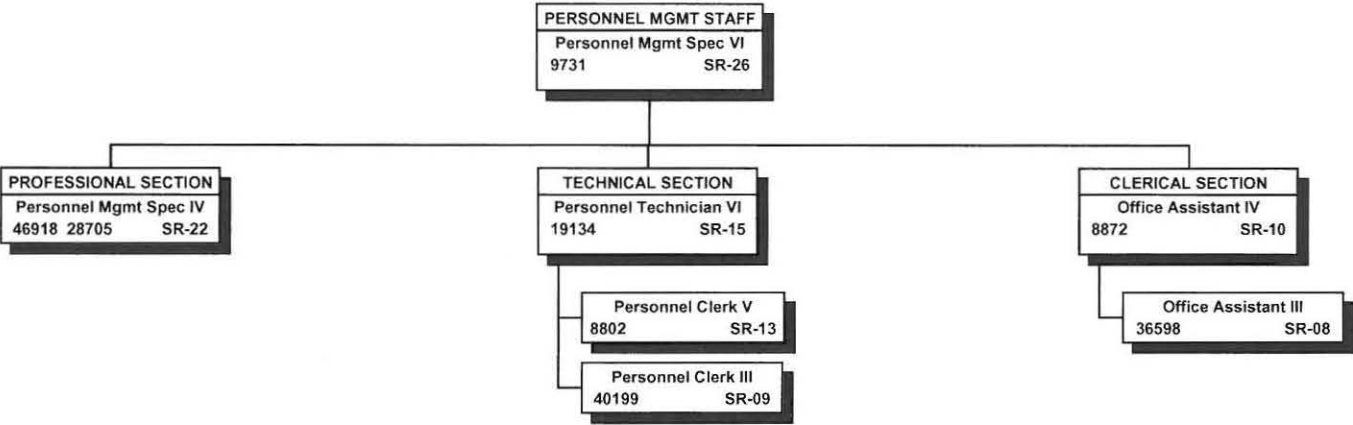 PERSONNEL MGMT STAFF
Personnel Mgmt Spec VI
9731 SR-26
PROFESSIONAL SECTION
Personnel Mgmt Spec IV
46918 28705 SR-22
TECHNICAL SECTION
Personnel Technician VI
19134 SR-15
Personnel Clerk V
8802 SR-13
Personnel Clerk III
40199 SR-09
CLERICAL SECTION
Office Assistant IV
8872 SR-10
Office Assistant III
36598 SR-08